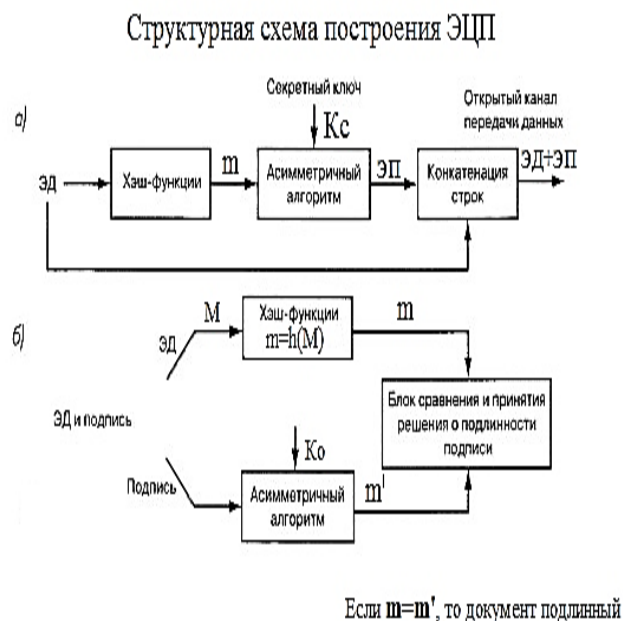 Структурная схема построения ЭЦП
Секретный ключ
Открытый канал
передачи данных
а)
Кс
ЭД
Хэш-функции
m
Асимметричный
алгоритм
ЭП
Конкатенация
строк
ЭД+ЭП
б)
М
ЭД
Хэш-функции
m=h(M)
m
ЭД и подпись
Блок сравнения и принятия
решения о подлинности
подписи
Ко
Подпись
Асимметричный
алгоритм
m'
Если m=m', то документ подлинный